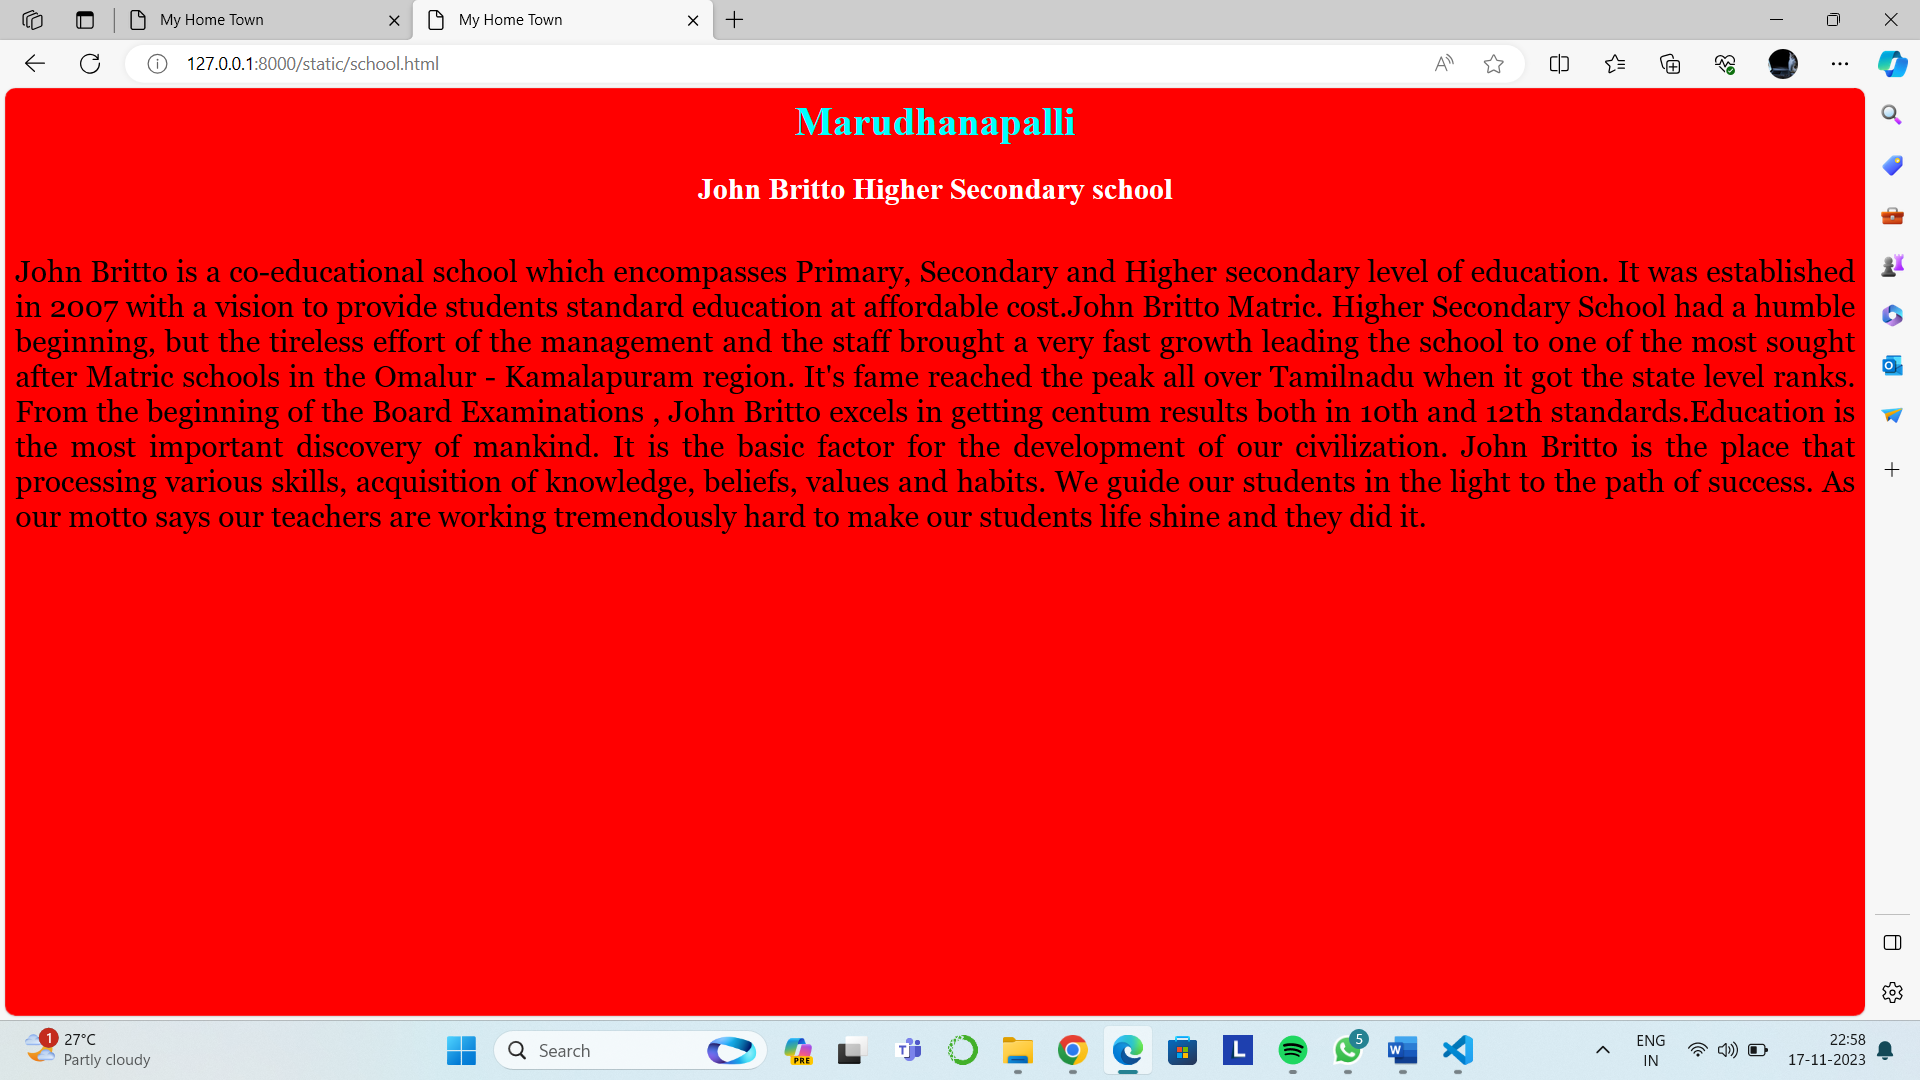 My Home Town
My Home Town
127.0.0.1:8000/static/school.html
Marudhanapalli
John Britto Higher Secondary school
John Britto is a co-educational school which encompasses Primary, Secondary and Higher secondary level of education. It was established
in 2007 with a vision to provide students standard education at affordable cost.John Britto Matric. Higher Secondary School had a humble
beginning, but the tireless effort of the management and the staff brought a very fast growth leading the school to one of the most sought
after Matric schools in the Omalur - Kamalapuram region. It's fame reached the peak all over Tamilnadu when it got the state level ranks.
From the beginning of the Board Examinations , John Britto excels in getting centum results both in 10th and 12th standards.Education is
the most important discovery of mankind. It is the basic factor for the development of our civilization. John Britto is the place that
processing various skills, acquisition of knowledge, beliefs, values and habits. We guide our students in the light to the path of success. As
our motto says our teachers are working tremendously hard to make our students life shine and they did it.
1
27°C
Partly cloudy
Search
PRE
L
5
ENG
IN
22:58
17-11-2023